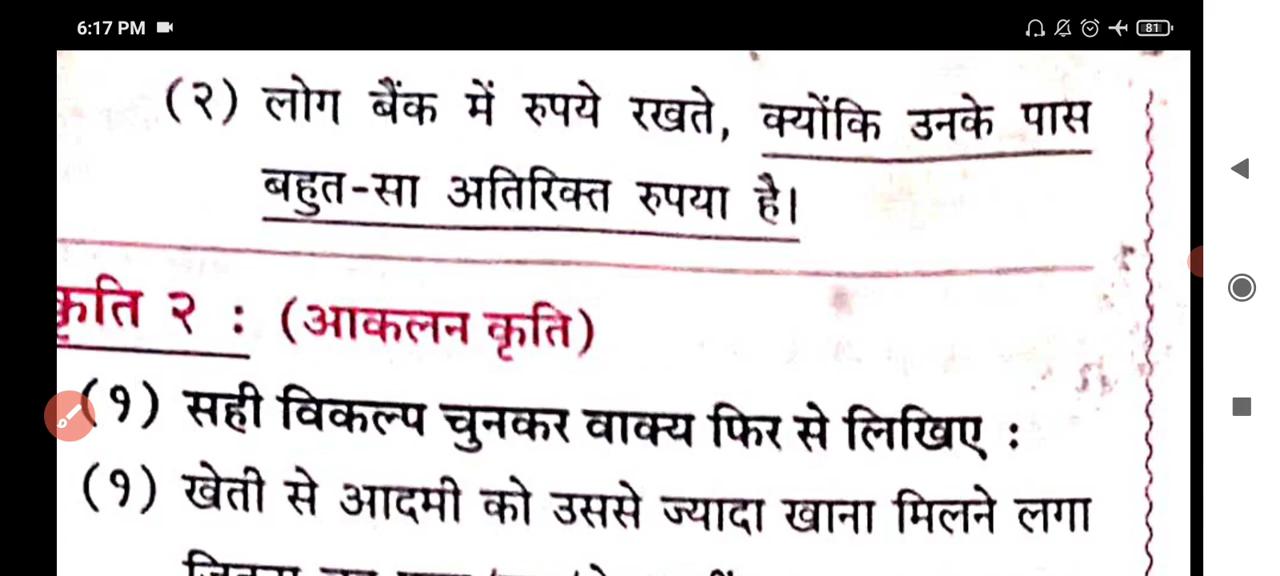 6:17 PM
81
(२) लोग बैंक में रुपये रखते, क्योंकि उनके पास
बहुत-सा अतिरिक्त रुपया है।
कृति २ : (आकलन कृति)
(१) सही विकल्प चुनकर वाक्य फिर से लिखिए :
(१) खेती से आदमी को उससे ज्यादा खाना मिलने लगा